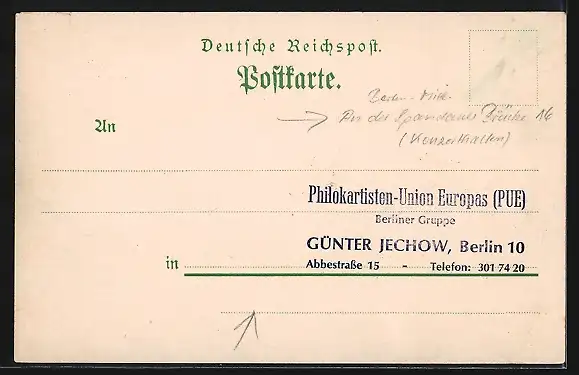 Deutsche Reichspost.
Postkarte.
Berlin-Mitte
An der Spandauer Brücke 16
(Konzerthallen)
An
Philokartisten-Union Europas (PUE)
Berliner Gruppe
GÜNTER JECHOW, Berlin 10
Abbestraße 15 - Telefon: 301 74 20
in